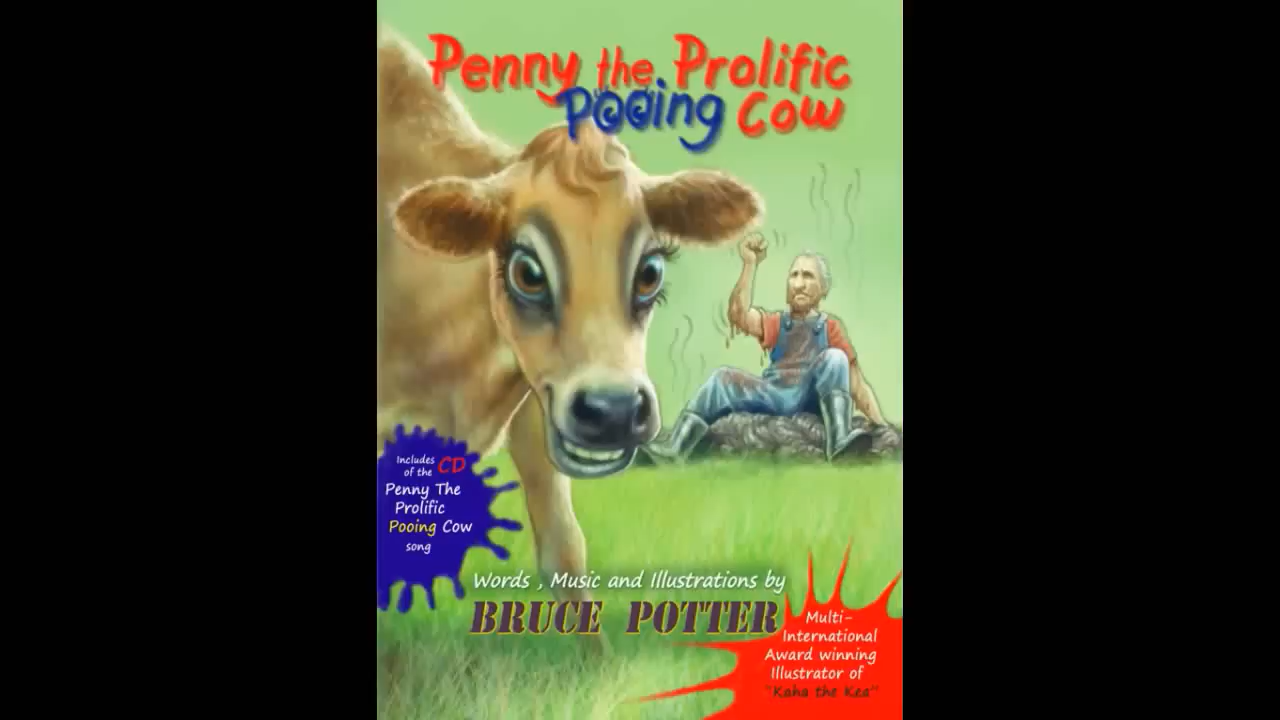 Penny the Prolific
Pooing Cow
Includes
of the CD
Penny The
Prolific
Pooing Cow
song
Words , Music and Illustrations by
BRUCE POTTER
Multi-
International
Award winning
Illustrator of
"Kaha the Kea"